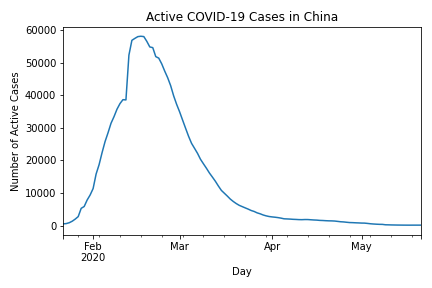 Active COVID-19 Cases in China
Number of Active Cases
60000
50000
40000
30000
20000
10000
0
Feb
2020
Mar
Apr
May
Day